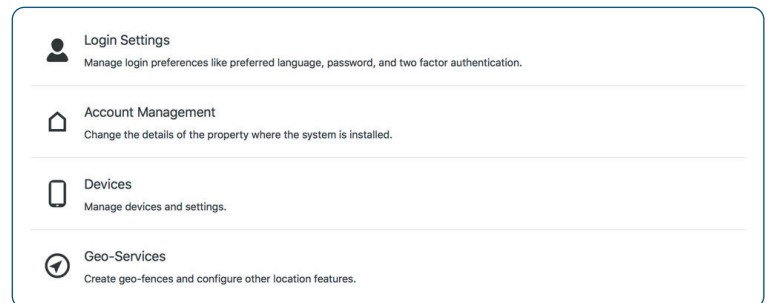 Login Settings
Manage login preferences like preferred language, password, and two factor authentication.
Account Management
Change the details of the property where the system is installed.
Devices
Manage devices and settings.
Geo-Services
Create geo-fences and configure other location features.